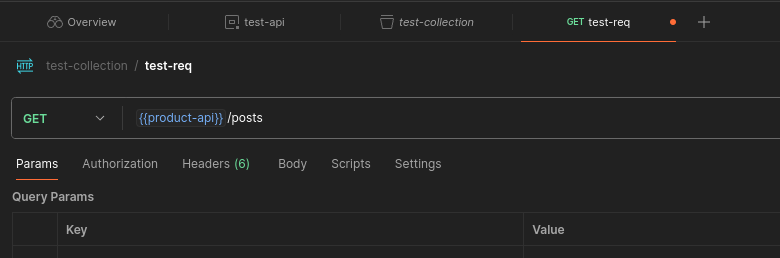 Overview test-api test-collection GET test-req
HTTP test-collection / test-req
GET {{product-api}} /posts
Params Authorization Headers (6) Body Scripts Settings
Query Params
Key Value